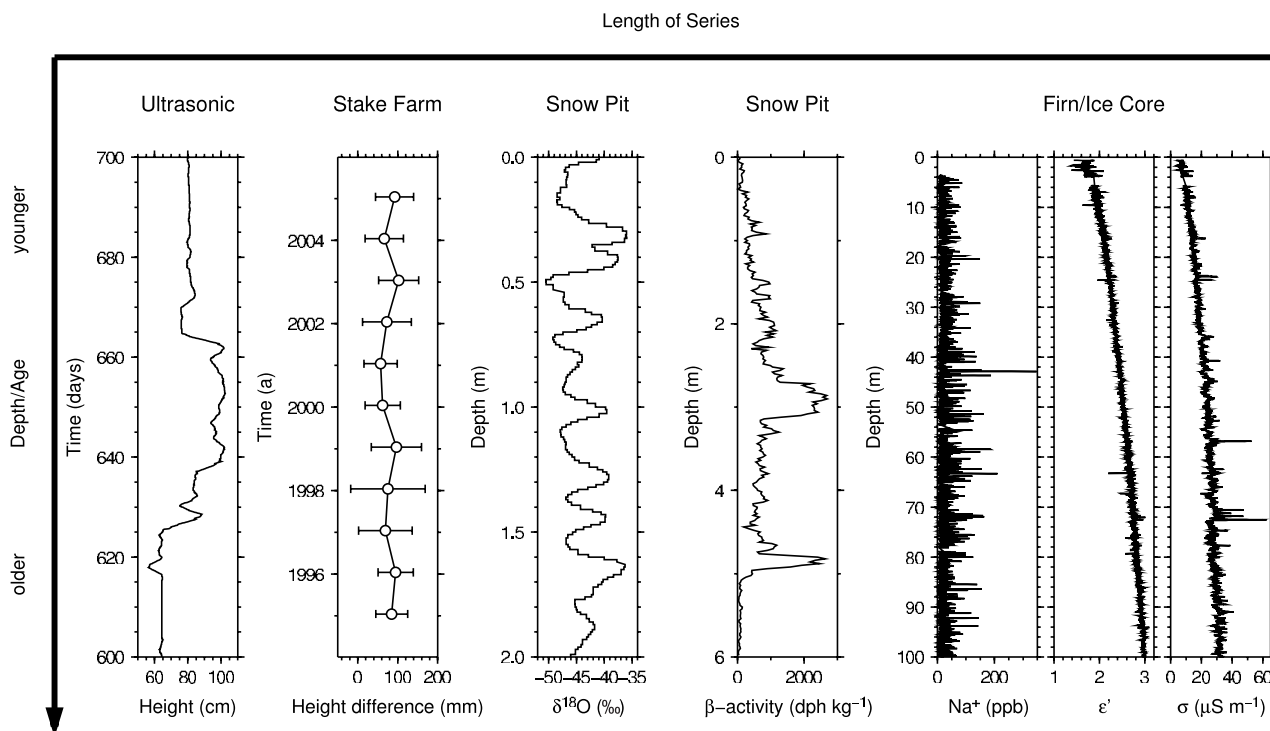 Length of Series
Ultrasonic
Stake Farm
Snow Pit
Snow Pit
Firn/Ice Core
younger
Depth/Age
older
700
680
660
640
620
600
Time (days)
60 80 100
Height (cm)
2004
2002
2000
1998
1996
Time (a)
0 100 200
Height difference (mm)
0.0
0.5
1.0
1.5
2.0
Depth (m)
−50 −45 −40 −35
δ¹⁸O (‰)
0
2
4
6
Depth (m)
0 2000
β−activity (dph kg⁻¹)
0
10
20
30
40
50
60
70
80
90
100
Depth (m)
0 200
Na⁺ (ppb)
1 2 3
ε’
0 20 40 60
σ (μS m⁻¹)